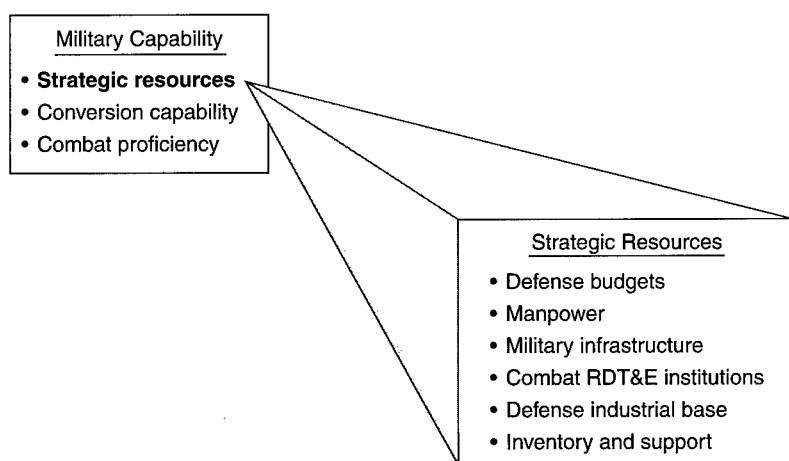 Military Capability
• Strategic resources
• Conversion capability
• Combat proficiency
Strategic Resources
• Defense budgets
• Manpower
• Military infrastructure
• Combat RDT&E institutions
• Defense industrial base
• Inventory and support